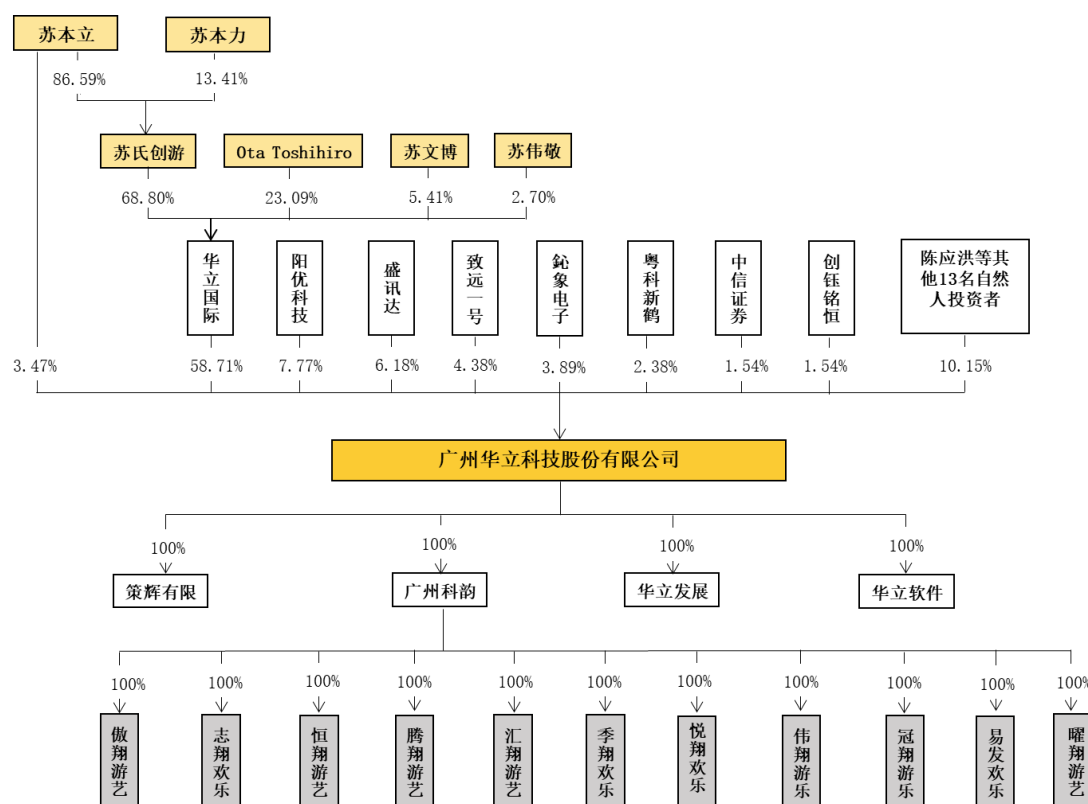 苏本立
苏本力
86.59%
13.41%
苏氏创游
Ota Toshihiro
苏文博
苏伟敬
68.80%
23.09%
5.41%
2.70%
华立国际
阳优科技
盛讯达
致远一号
鈊象电子
粤科新鹤
中信证券
创钰铭恒
陈应洪等其
他13名自然
人投资者
3.47%
58.71%
7.77%
6.18%
4.38%
3.89%
2.38%
1.54%
1.54%
10.15%
广州华立科技股份有限公司
100%
100%
100%
100%
策辉有限
广州科韵
华立发展
华立软件
100%
100%
100%
100%
100%
100%
100%
100%
100%
100%
100%
傲翔游艺
志翔欢乐
恒翔游艺
腾翔游艺
汇翔游艺
季翔欢乐
悦翔欢乐
伟翔游乐
冠翔游乐
易发欢乐
曜翔游艺